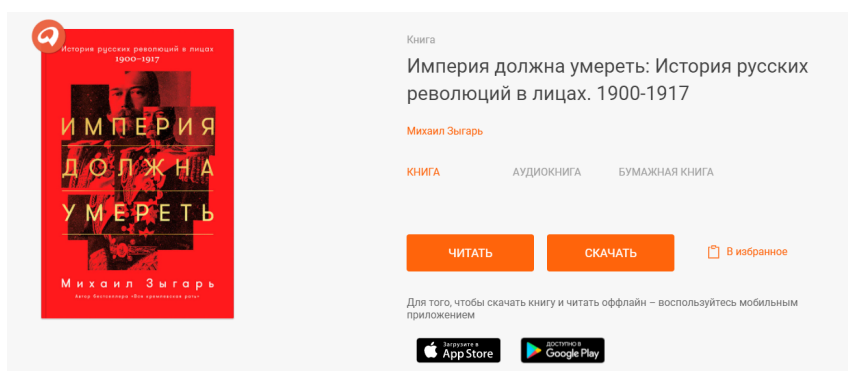 История русских революций в лицах
1900–1917
ИМПЕРИЯ
ДОЛЖНА
УМЕРЕТЬ
Михаил Зыгарь
Автор бестселлера «Вся кремлевская рать»
Книга
Империя должна умереть: История русских
революций в лицах. 1900-1917
Михаил Зыгарь
КНИГА АУДИОКНИГА БУМАЖНАЯ КНИГА
ЧИТАТЬ СКАЧАТЬ В избранное
Для того, чтобы скачать книгу и читать оффлайн – воспользуйтесь мобильным
приложением
Загрузите в
App Store
ДОСТУПНО В
Google Play